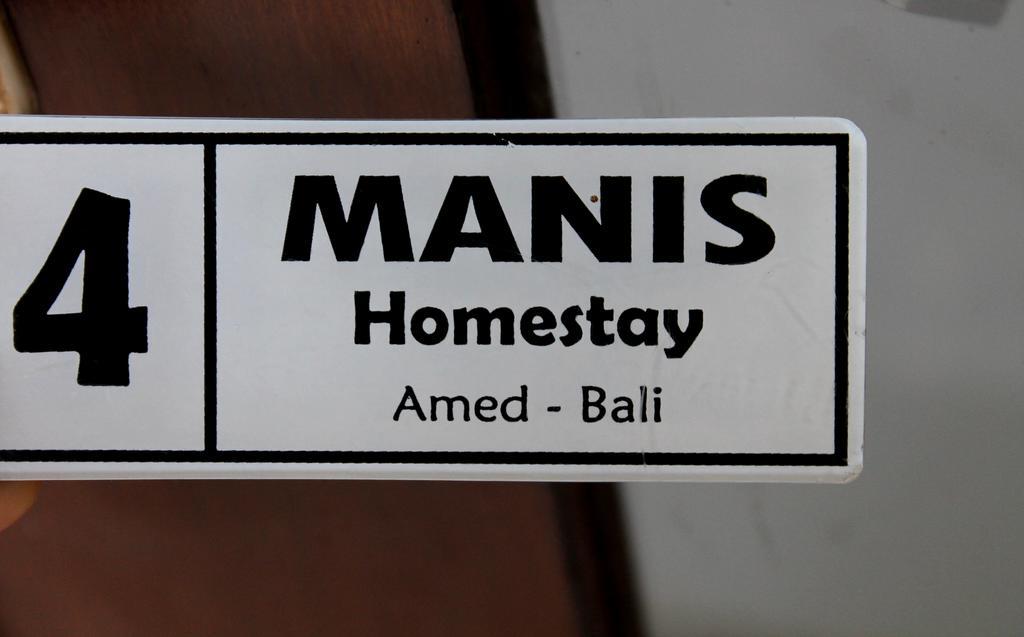 4
MANIS
Homestay
Amed - Bali